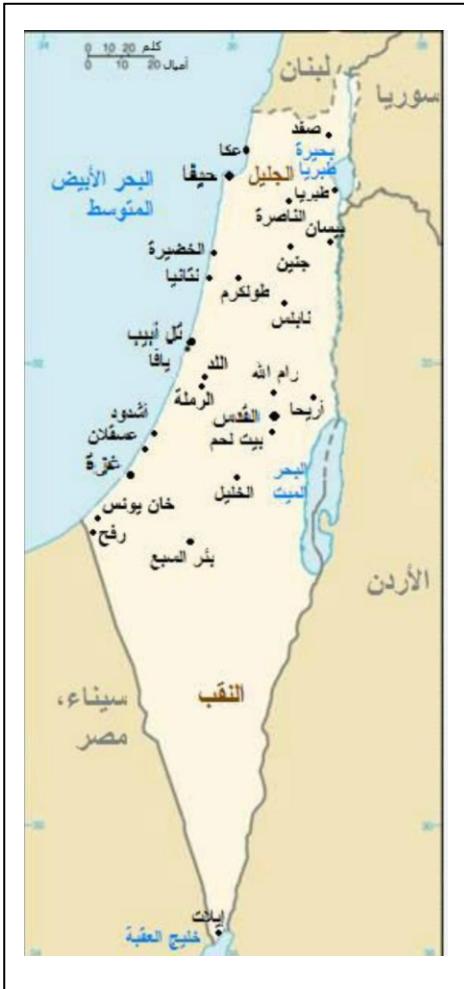 34
36
كلم
0 10 20
0 20
أميال
لبنان
سوريا
صفد
عكا
بحيرة
طبريا
البحر الأبيض
المتوسط
حيفا
الجليل
طبريا
الناصرة
بيسان
الخضيرة
جنين
نتانيا
طولكرم
نابلس
تل أبيب
يافا
اللد
رام الله
الرملة
أريحا
أشدود
القدس
عسقلان
بيت لحم
غزة
البحر
الميت
الخليل
خان يونس
رفح
بئر السبع
الأردن
النقب
سيناء،
مصر
إيلات
خليج العقبة